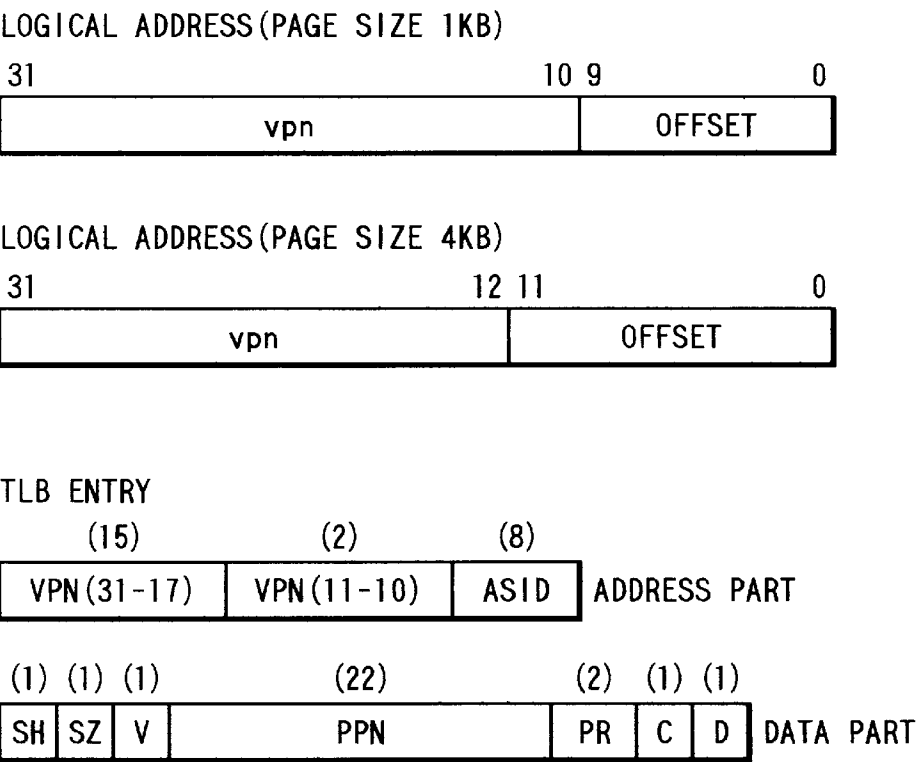 LOGICAL ADDRESS(PAGE SIZE 1KB)
31 10 9 0
vpn OFFSET
LOGICAL ADDRESS(PAGE SIZE 4KB)
31 12 11 0
vpn OFFSET
TLB ENTRY
(15) (2) (8)
VPN(31-17) VPN(11-10) ASID ADDRESS PART
(1) (1) (1) (22) (2) (1) (1)
SH SZ V PPN PR C D DATA PART